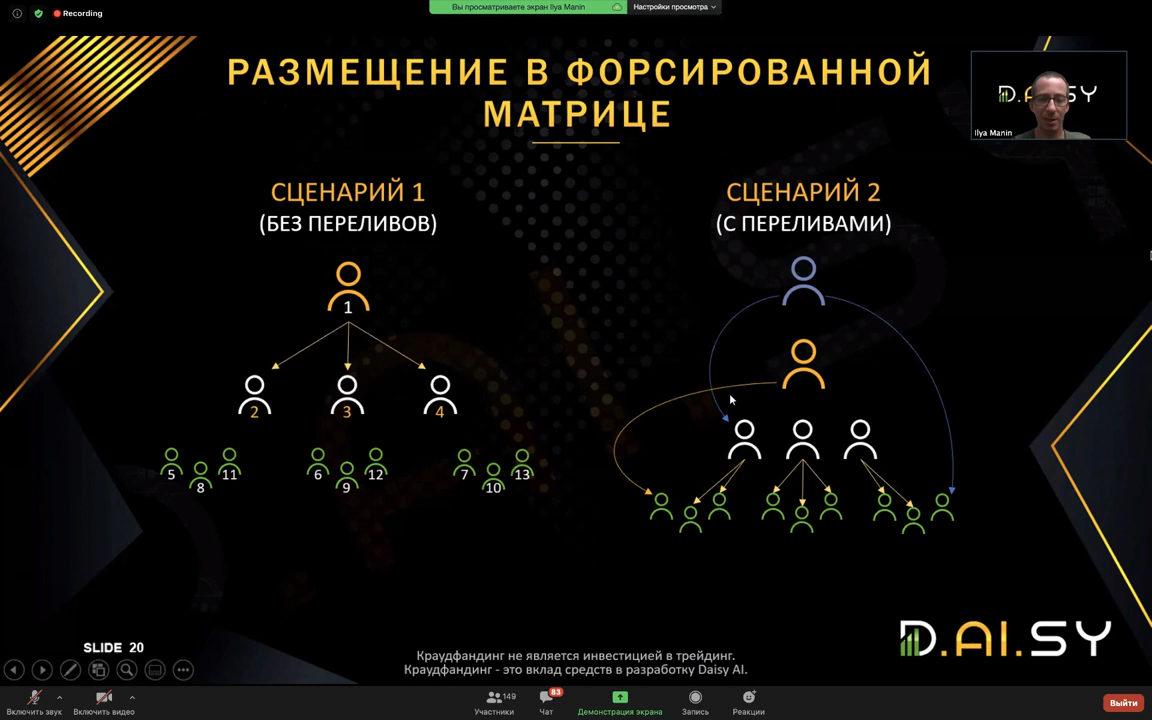 Recording
Вы просматриваете экран Ilya Manin
Настройки просмотра
РАЗМЕЩЕНИЕ В ФОРСИРОВАННОЙ
МАТРИЦЕ
D.AI.SY
Ilya Manin
СЦЕНАРИЙ 1
(БЕЗ ПЕРЕЛИВОВ)
СЦЕНАРИЙ 2
(С ПЕРЕЛИВАМИ)
1
2 3 4
5 8 11 6 9 12 7 10 13
SLIDE 20
Краудфандинг не является инвестицией в трейдинг.
Краудфандинг - это вклад средств в разработку Daisy AI.
D.AI.SY
Включить звук
Включить видео
149
Участники
83
Чат
Демонстрация экрана
Запись
Реакции
Выйти